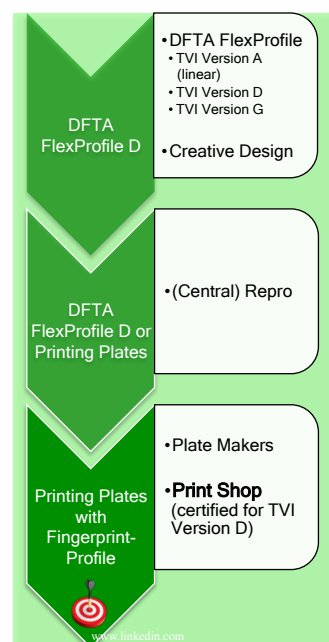 DFTA
FlexProfile D
•DFTA FlexProfile
•TVI Version A
(linear)
•TVI Version D
•TVI Version G
•Creative Design
DFTA
FlexProfile D or
Printing Plates
•(Central) Repro
Printing Plates
with
Fingerprint-
Profile
•Plate Makers
•Print Shop
(certified for TVI
Version D)
www.linkedin.com